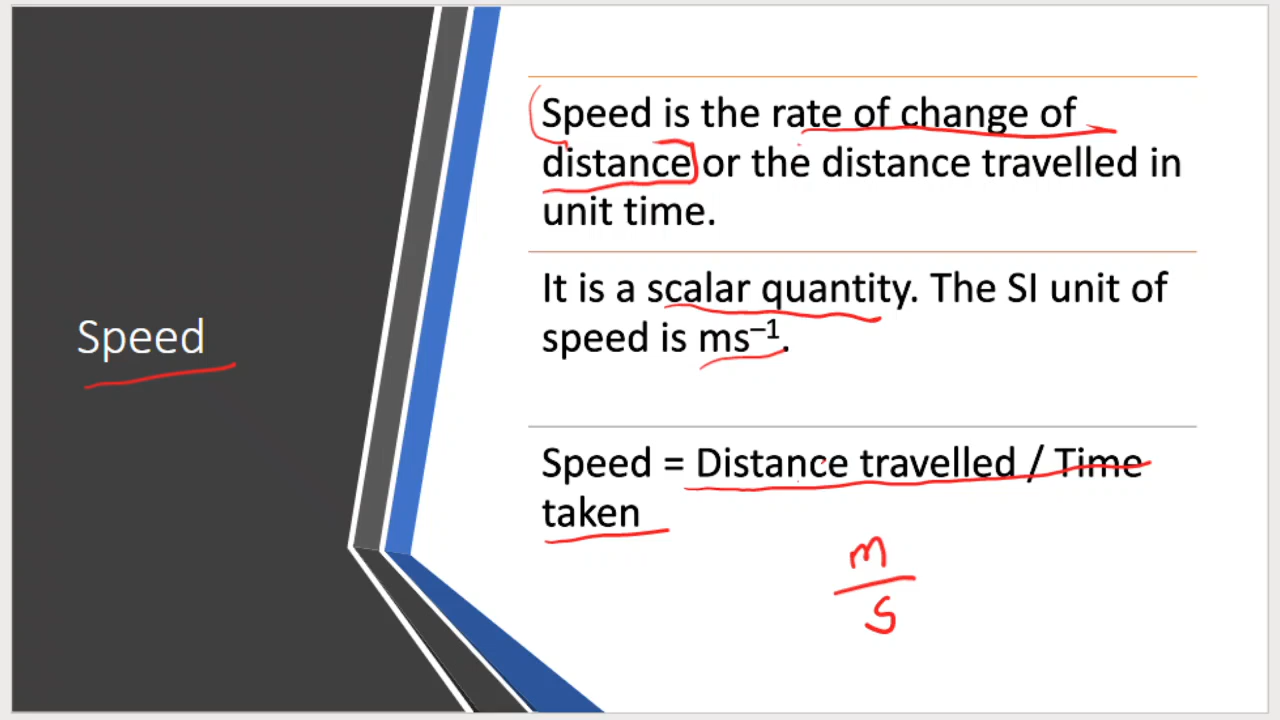 Speed
Speed is the rate of change of
distance or the distance travelled in
unit time.
It is a scalar quantity. The SI unit of
speed is ms⁻¹.
Speed = Distance travelled / Time
taken
m
s